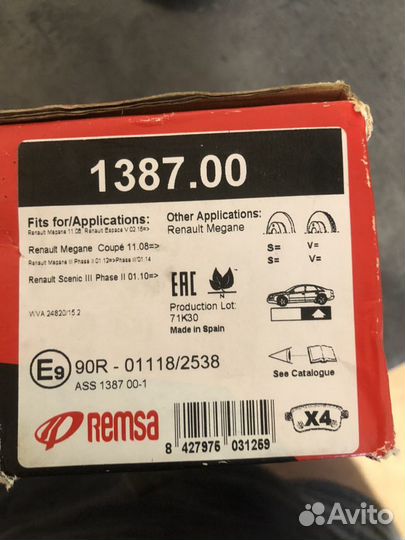 1387.00
Fits for/Applications:
Renault Megane 11.08 Renault Espace V 02.15=>
Renault Megane Coupé 11.08=>
Renault Megane III Phase II 01.12=>Phase III/01.14
Renault Scenic III Phase II 01.10=>
WVA 24820/15.2
Other Applications:
Renault Megane
S= V=
S= V=
EAC
N
Production Lot:
71K30
Made in Spain
See Catalogue
E9 90R - 01118/2538
ASS 1387 00-1
Remsa
8 427975 031259
X4
Avito